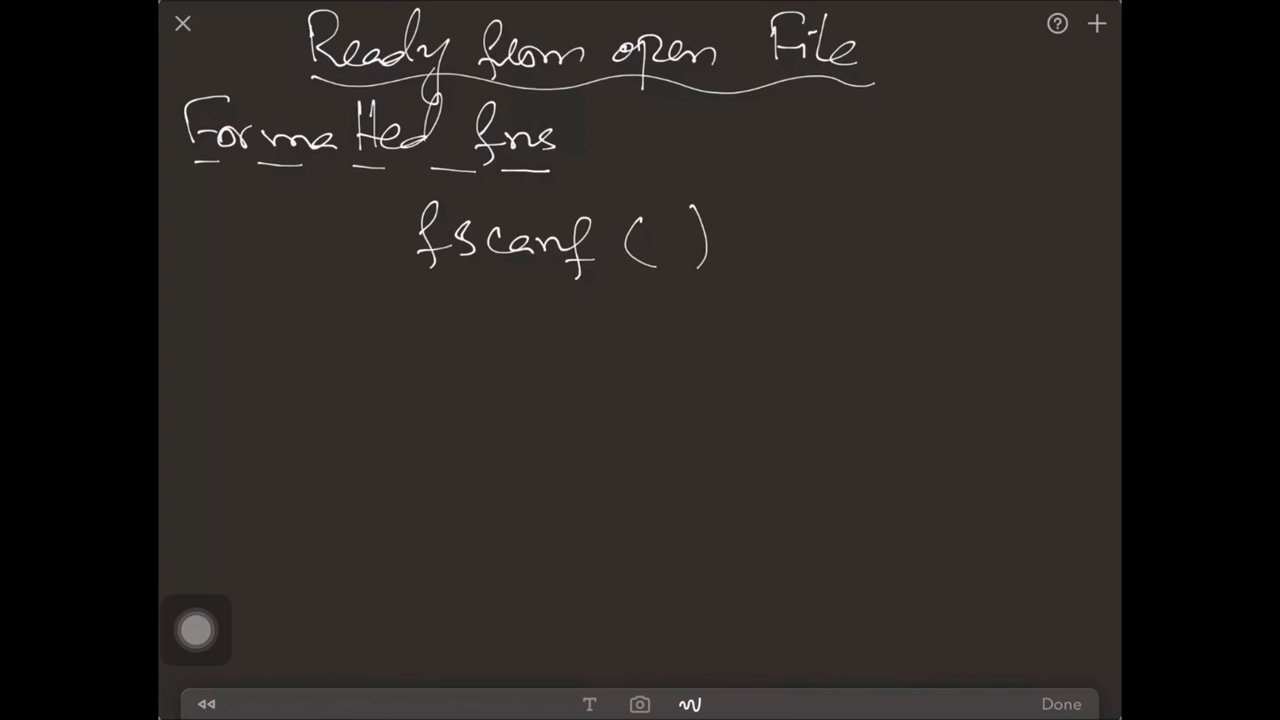 Ready from open File
Formatted fns
fscanf ( )
T
Done